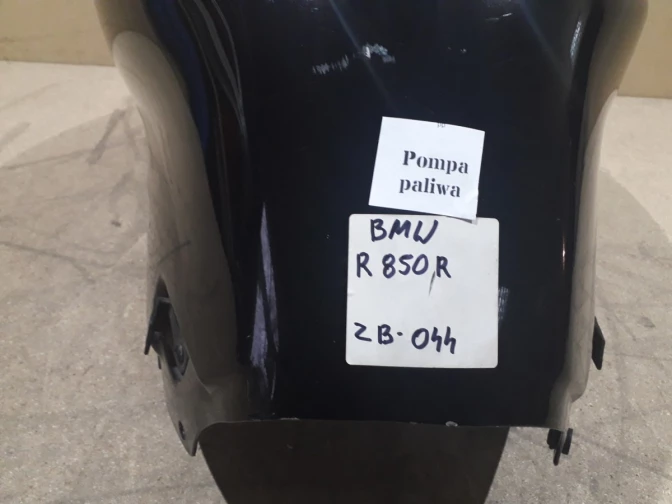 Pompa
paliwa
BMW
R 850 R
ZB-044